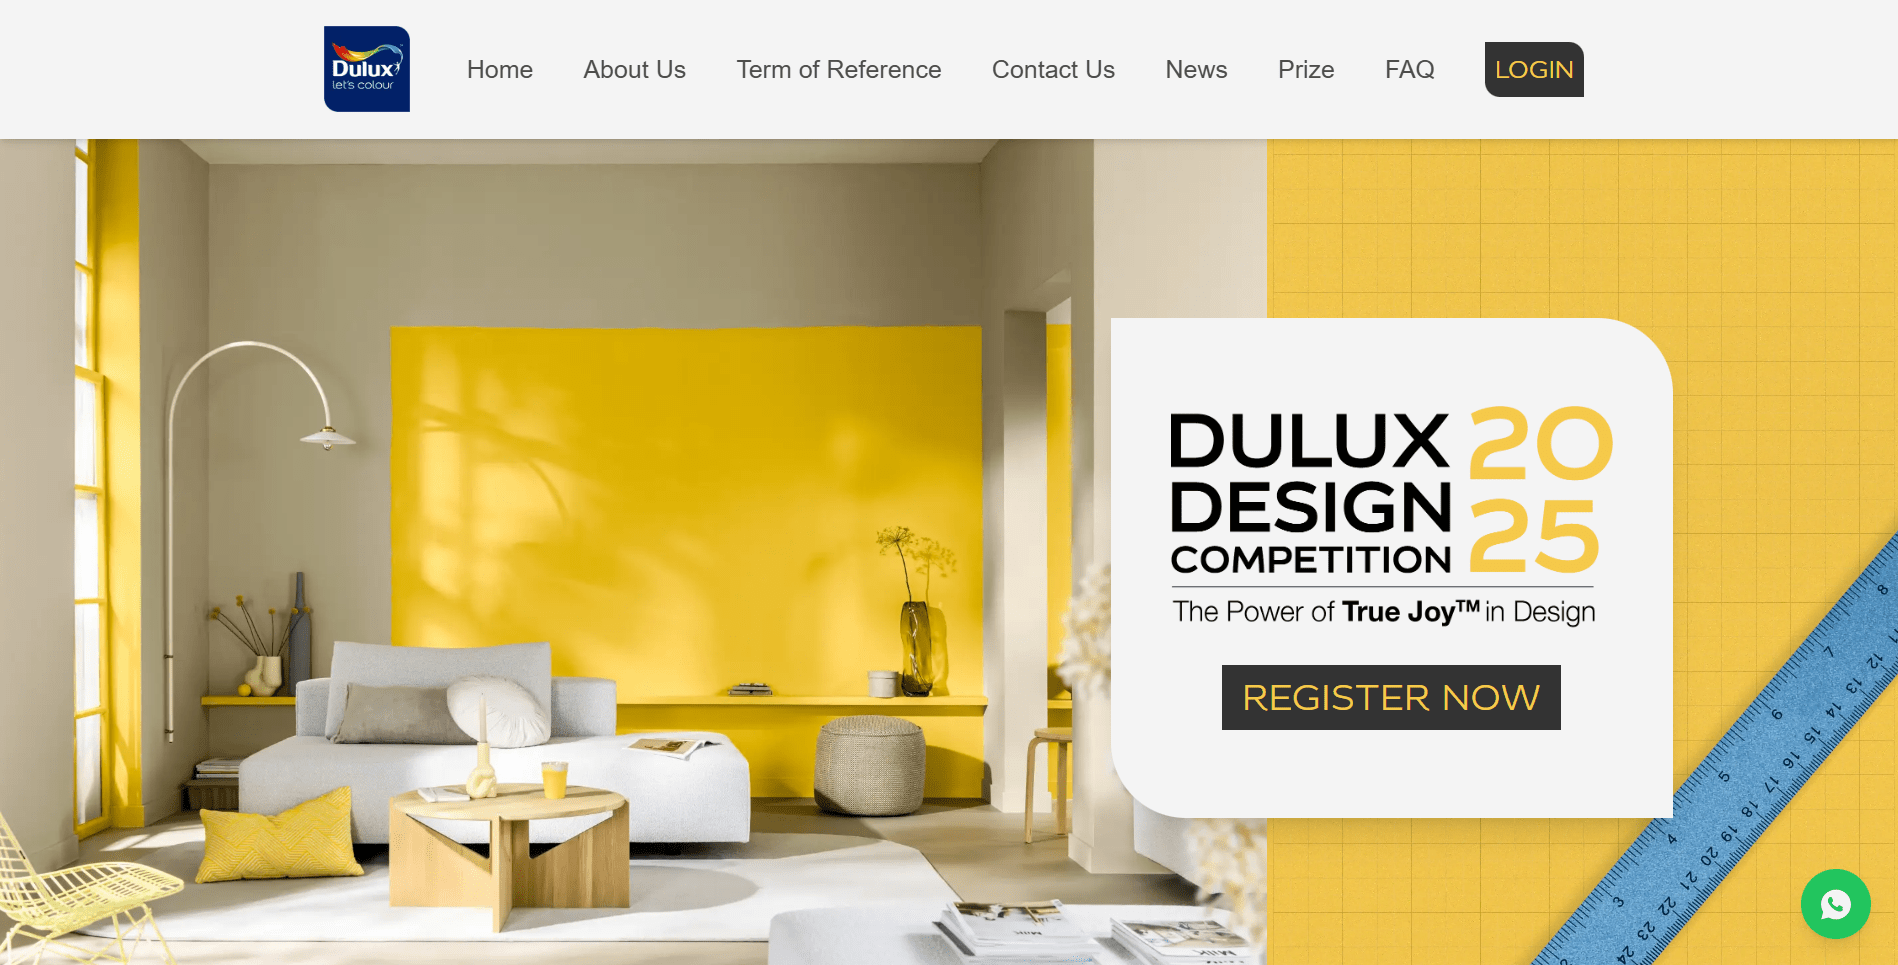 Dulux
let's colour
Home
About Us
Term of Reference
Contact Us
News
Prize
FAQ
LOGIN
DULUX 20
DESIGN 25
COMPETITION
The Power of True Joy™ in Design
REGISTER NOW
8
7
6
5
4
3
11
12
13
14
15
16
17
18
19
20
21
22
23
24